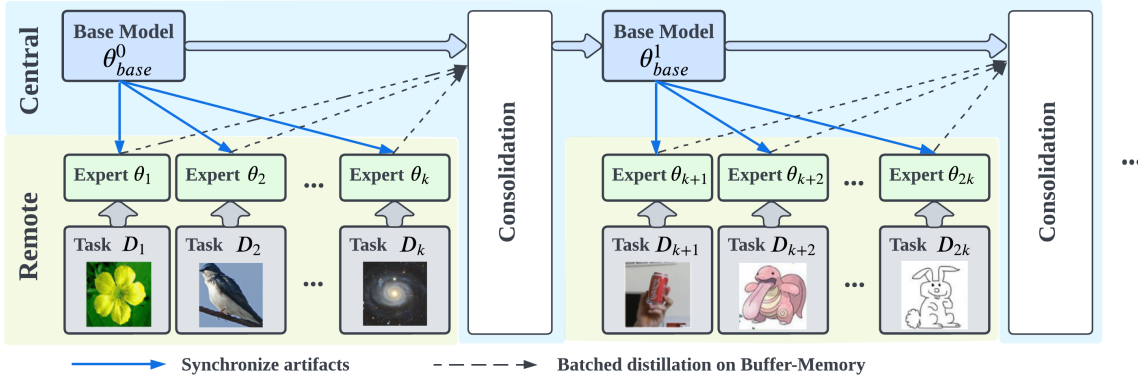 Central
Base Model
θ⁰_base
Consolidation
Base Model
θ¹_base
Consolidation
Remote
Expert θ₁
Expert θ₂
...
Expert θₖ
Expert θₖ₊₁
Expert θₖ₊₂
...
Expert θ₂ₖ
...
Task D₁
Task D₂
...
Task Dₖ
Task Dₖ₊₁
Task Dₖ₊₂
...
Task D₂ₖ
Synchronize artifacts
Batched distillation on Buffer-Memory